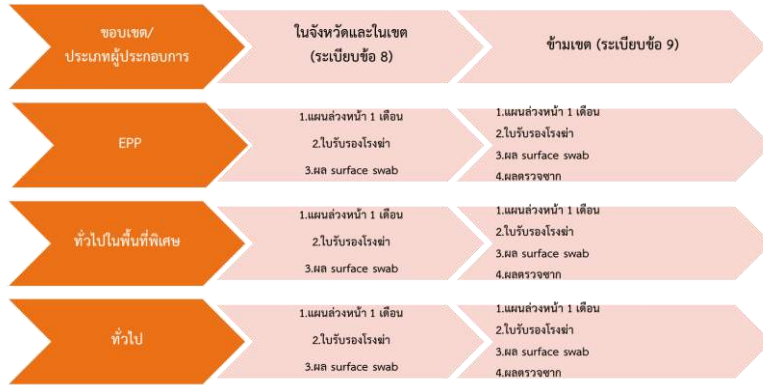 ขอบเขต/
ประเภทผู้ประกอบการ
ในจังหวัดและในเขต
(ระเบียบข้อ 8)
ข้ามเขต (ระเบียบข้อ 9)
EPP
1.แผนล่วงหน้า 1 เดือน
2.ใบรับรองโรงฆ่า
3.ผล surface swab
1.แผนล่วงหน้า 1 เดือน
2.ใบรับรองโรงฆ่า
3.ผล surface swab
4.ผลตรวจซาก
ทั่วไปในพื้นที่พิเศษ
1.แผนล่วงหน้า 1 เดือน
2.ใบรับรองโรงฆ่า
3.ผล surface swab
1.แผนล่วงหน้า 1 เดือน
2.ใบรับรองโรงฆ่า
3.ผล surface swab
4.ผลตรวจซาก
ทั่วไป
1.แผนล่วงหน้า 1 เดือน
2.ใบรับรองโรงฆ่า
3.ผล surface swab
1.แผนล่วงหน้า 1 เดือน
2.ใบรับรองโรงฆ่า
3.ผล surface swab
4.ผลตรวจซาก